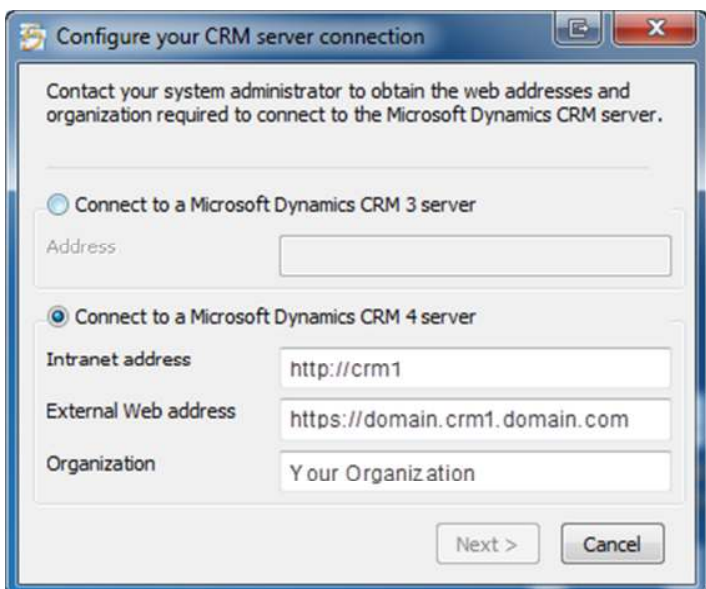 Configure your CRM server connection
Contact your system administrator to obtain the web addresses and
organization required to connect to the Microsoft Dynamics CRM server.
Connect to a Microsoft Dynamics CRM 3 server
Address
Connect to a Microsoft Dynamics CRM 4 server
Intranet address http://crm1
External Web address https://domain.crm1.domain.com
Organization Your Organization
Next > Cancel